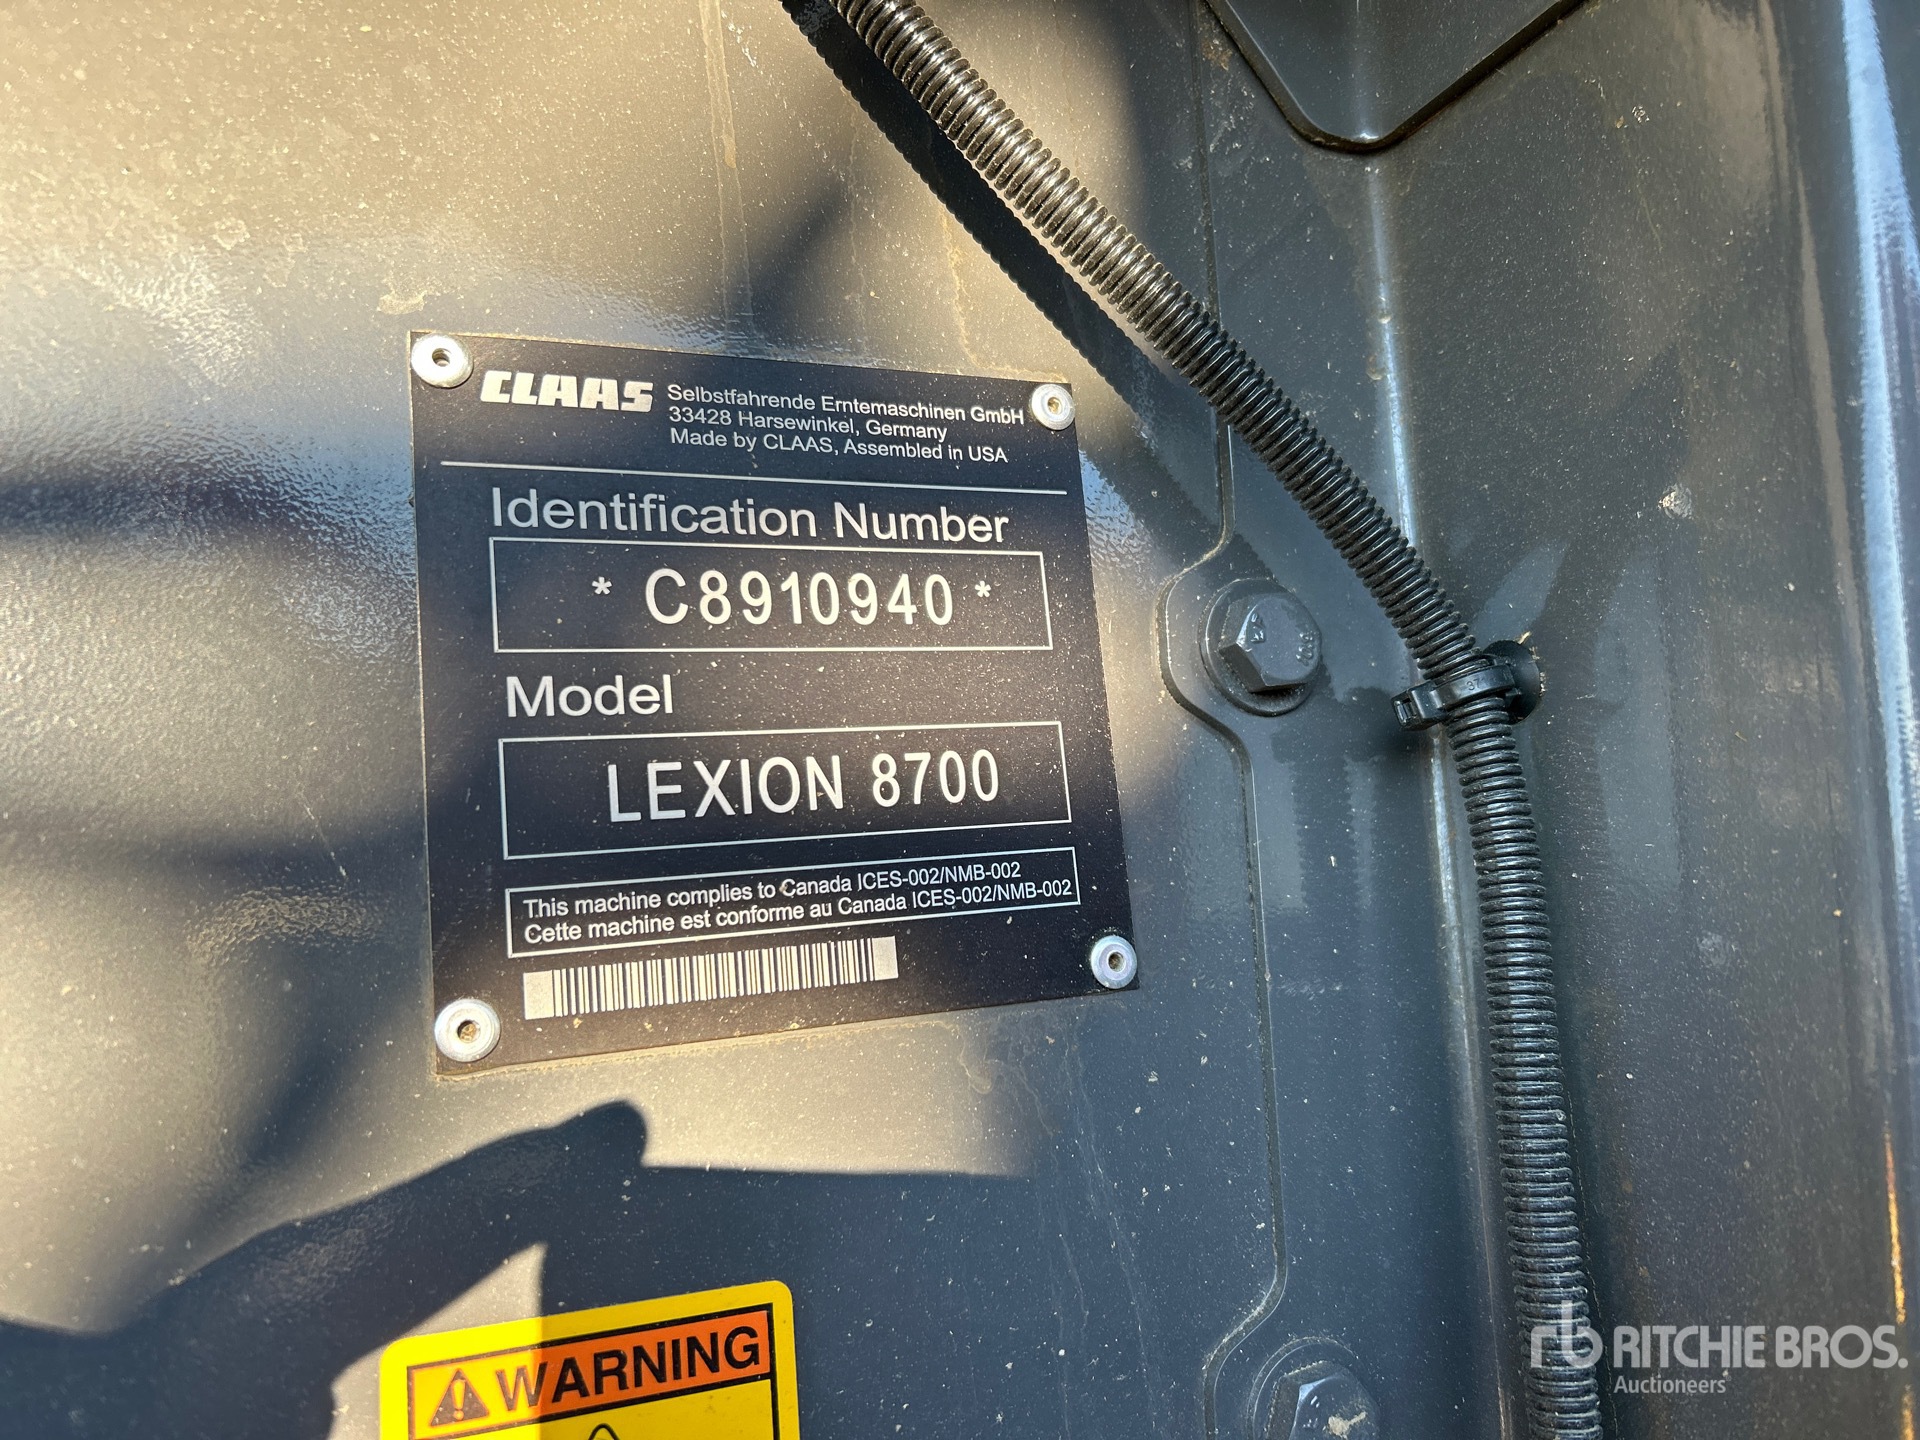 CLAAS
Selbstfahrende Erntemaschinen GmbH
33428 Harsewinkel, Germany
Made by CLAAS, Assembled in USA
Identification Number
* C8910940 *
Model
LEXION 8700
This machine complies to Canada ICES-002/NMB-002
Cette machine est conforme au Canada ICES-002/NMB-002
37
WARNING
rb RITCHIE BROS.
Auctioneers